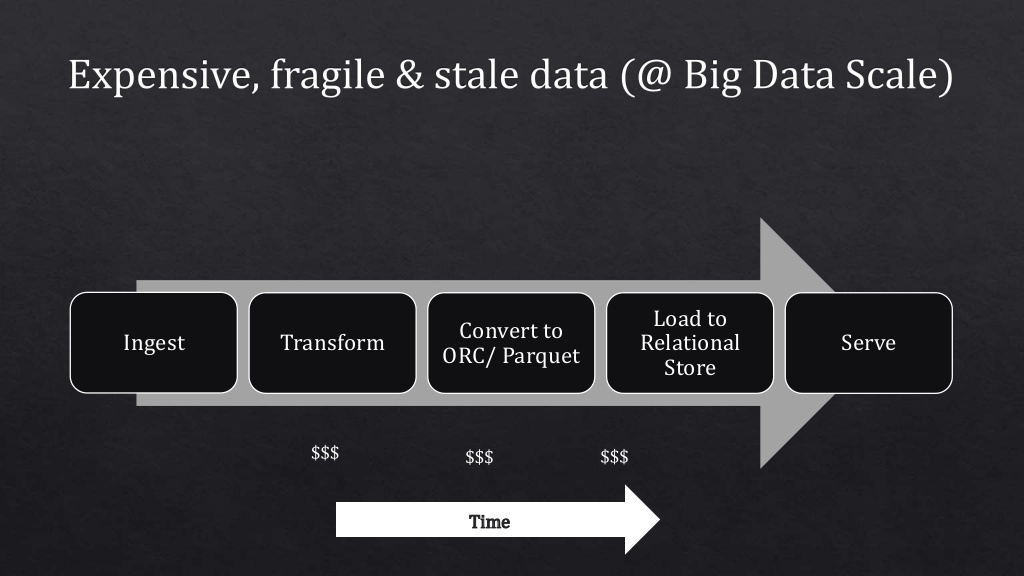 Expensive, fragile & stale data (@ Big Data Scale)
Ingest
Transform
Convert to
ORC/ Parquet
Load to
Relational
Store
Serve
$$$
$$$
$$$
Time